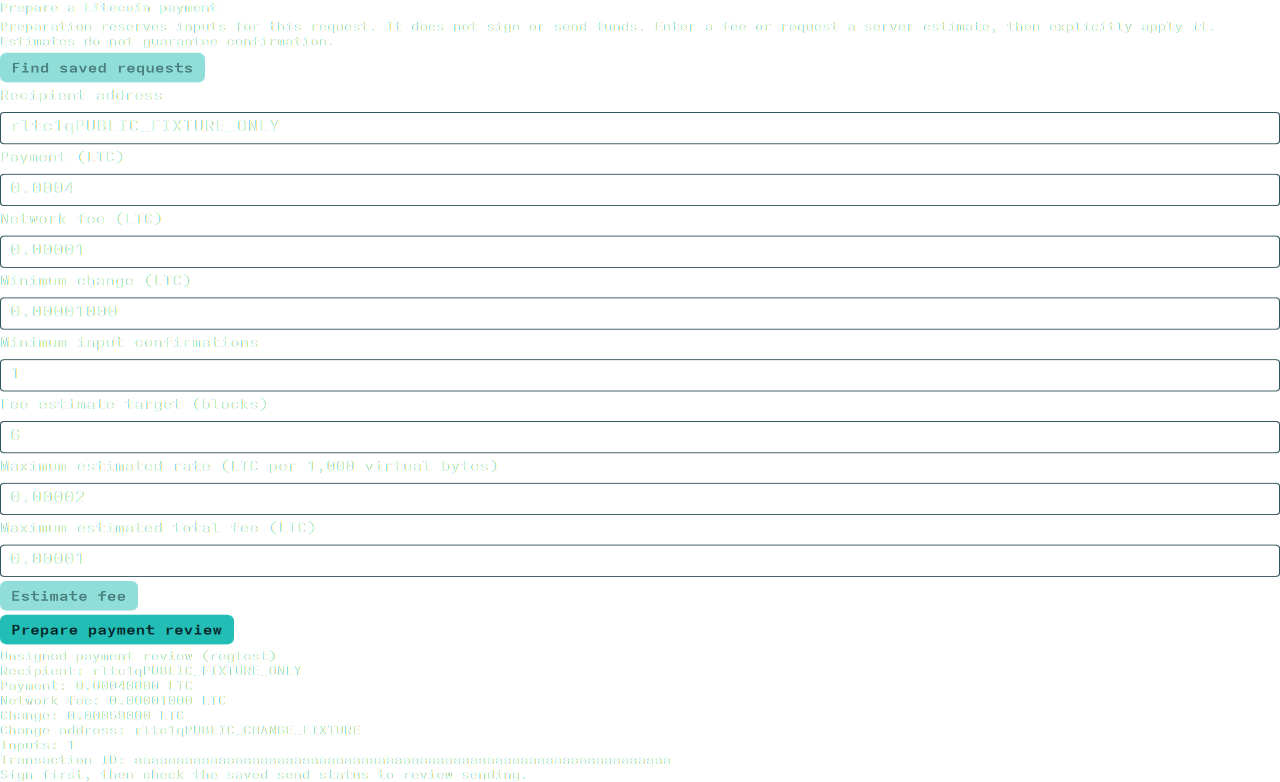 Prepare a Litecoin payment
Preparation reserves inputs for this request. It does not sign or send funds. Enter a fee or request a server estimate, then explicitly apply it.
Estimates do not guarantee confirmation.
Find saved requests
Recipient address
rltc1qPUBLIC_FIXTURE_ONLY
Payment (LTC)
0.0004
Network fee (LTC)
0.00001
Minimum change (LTC)
0.00001000
Minimum input confirmations
1
Fee estimate target (blocks)
6
Maximum estimated rate (LTC per 1,000 virtual bytes)
0.00002
Maximum estimated total fee (LTC)
0.00001
Estimate fee
Prepare payment review
Unsigned payment review (regtest)
Recipient: rltc1qPUBLIC_FIXTURE_ONLY
Payment: 0.00040000 LTC
Network fee: 0.00001000 LTC
Change: 0.00059000 LTC
Change address: rltc1qPUBLIC_CHANGE_FIXTURE
Inputs: 1
Transaction ID: aaaaaaaaaaaaaaaaaaaaaaaaaaaaaaaaaaaaaaaaaaaaaaaaaaaaaaaaaaaaaaaa
Sign first, then check the saved send status to review sending.